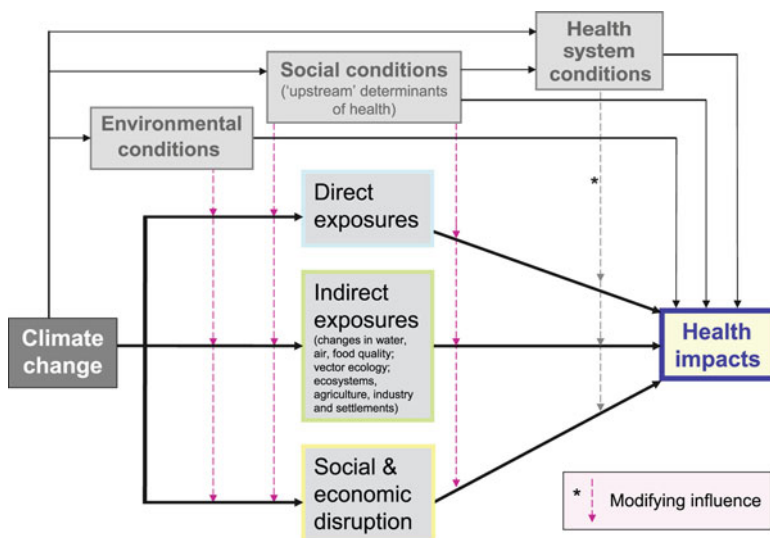 Health
system
conditions
Social conditions
('upstream' determinants
of health)
Environmental
conditions
*
Direct
exposures
Indirect
exposures
(changes in water,
air, food quality;
vector ecology;
ecosystems,
agriculture, industry
and settlements)
Climate
change
Health
impacts
Social &
economic
disruption
* Modifying influence